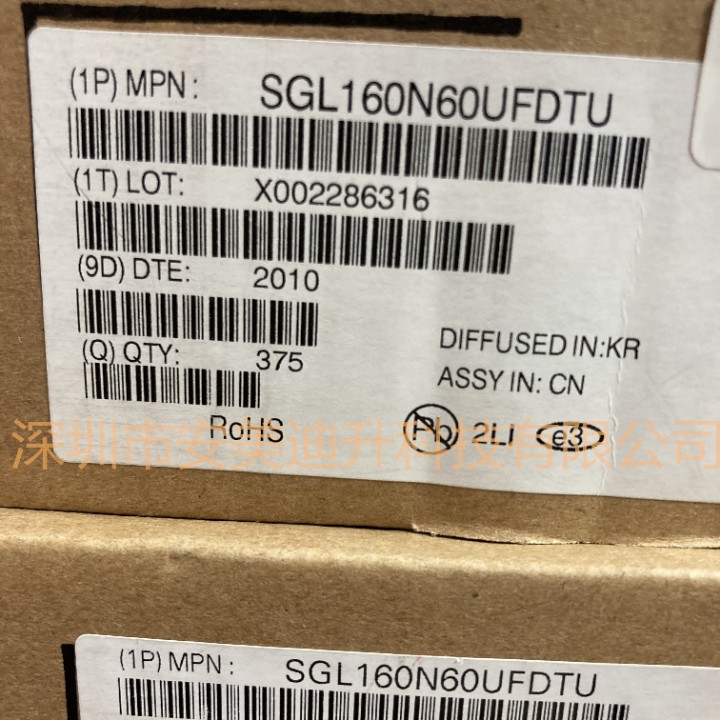 (1P) MPN: SGL160N60UFDTU
(1T) LOT: X002286316
(9D) DTE: 2010
(Q) QTY: 375
DIFFUSED IN:KR
ASSY IN: CN
RoHS Pb 2LI e3
深圳市安芙迪升科技有限公司
(1P) MPN: SGL160N60UFDTU